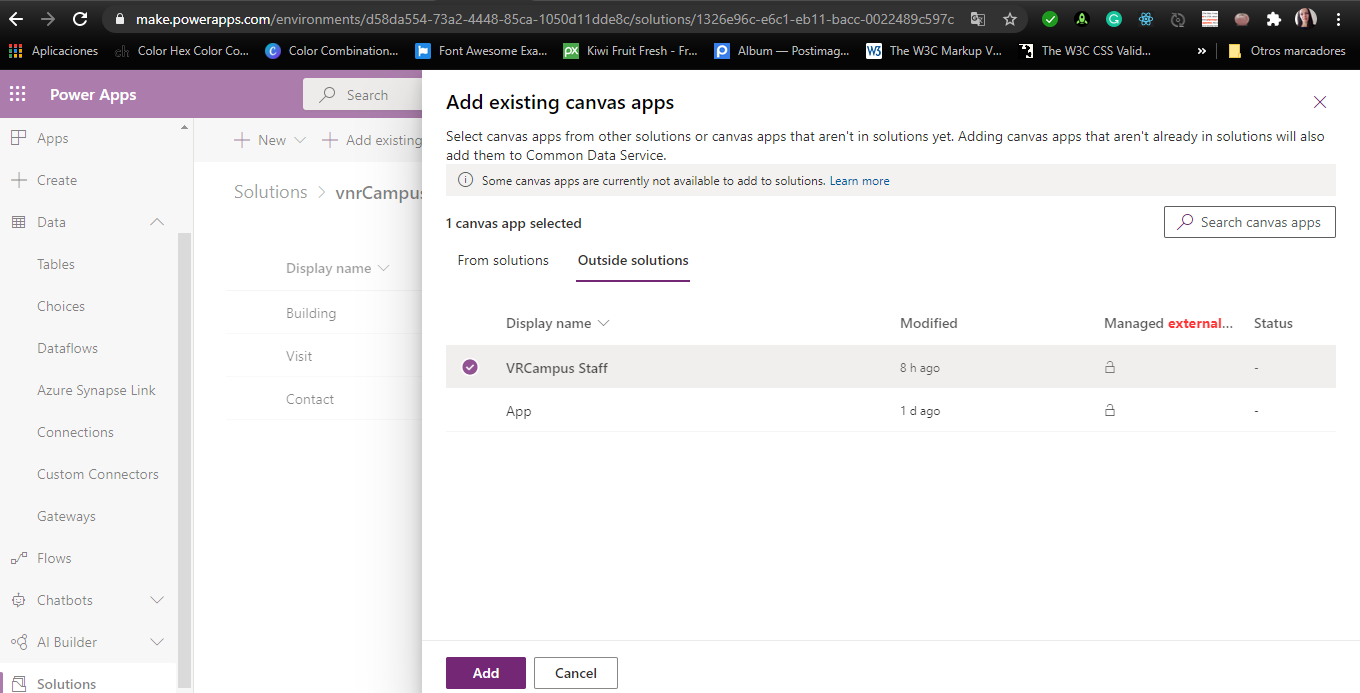 make.powerapps.com/environments/d58da554-73a2-4448-85ca-1050d11dde8c/solutions/1326e96c-e6c1-eb11-bacc-0022489c597c
Aplicaciones
Color Hex Color Co...
Color Combination...
Font Awesome Exa...
Kiwi Fruit Fresh - Fr...
Album — Postimag...
The W3C Markup V...
The W3C CSS Valid...
»
Otros marcadores
Power Apps
Search
Apps
Create
Data
Tables
Choices
Dataflows
Azure Synapse Link
Connections
Custom Connectors
Gateways
Flows
Chatbots
AI Builder
Solutions
New
Add existing
Solutions > vnrCampus
Display name
Building
Visit
Contact
Add existing canvas apps
Select canvas apps from other solutions or canvas apps that aren't in solutions yet. Adding canvas apps that aren't already in solutions will also
add them to Common Data Service.
Some canvas apps are currently not available to add to solutions. Learn more
1 canvas app selected
Search canvas apps
From solutions
Outside solutions
Display name
Modified
Managed external...
Status
VRCampus Staff
8 h ago
-
App
1 d ago
-
Add
Cancel